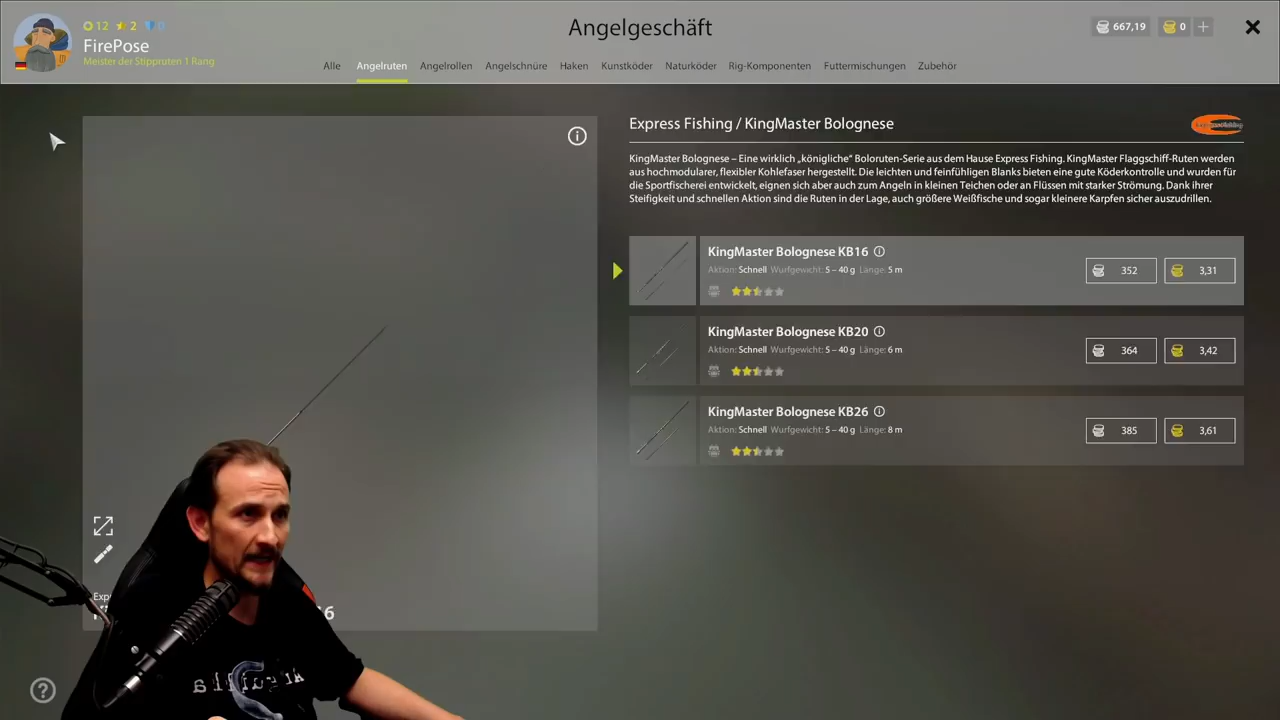 12 2 0
FirePose
Meister der Stippruten 1 Rang
Angelgeschäft
667,19 0 +
Alle Angelruten Angelrollen Angelschnüre Haken Kunstköder Naturköder Rig-Komponenten Futtermischungen Zubehör
Express Fishing / KingMaster Bolognese
KingMaster Bolognese – Eine wirklich „königliche“ Boloruten-Serie aus dem Hause Express Fishing. KingMaster Flaggschiff-Ruten werden
aus hochmodularer, flexibler Kohlefaser hergestellt. Die leichten und feinfühligen Blanks bieten eine gute Köderkontrolle und wurden für
die Sportfischerei entwickelt, eignen sich aber auch zum Angeln in kleinen Teichen oder an Flüssen mit starker Strömung. Dank ihrer
Steifigkeit und schnellen Aktion sind die Ruten in der Lage, auch größere Weißfische und sogar kleinere Karpfen sicher auszudrillen.
KingMaster Bolognese KB16
Aktion: Schnell Wurfgewicht: 5 – 40 g Länge: 5 m
352 3,31
KingMaster Bolognese KB20
Aktion: Schnell Wurfgewicht: 5 – 40 g Länge: 6 m
364 3,42
KingMaster Bolognese KB26
Aktion: Schnell Wurfgewicht: 5 – 40 g Länge: 8 m
385 3,61
Exp
6
?